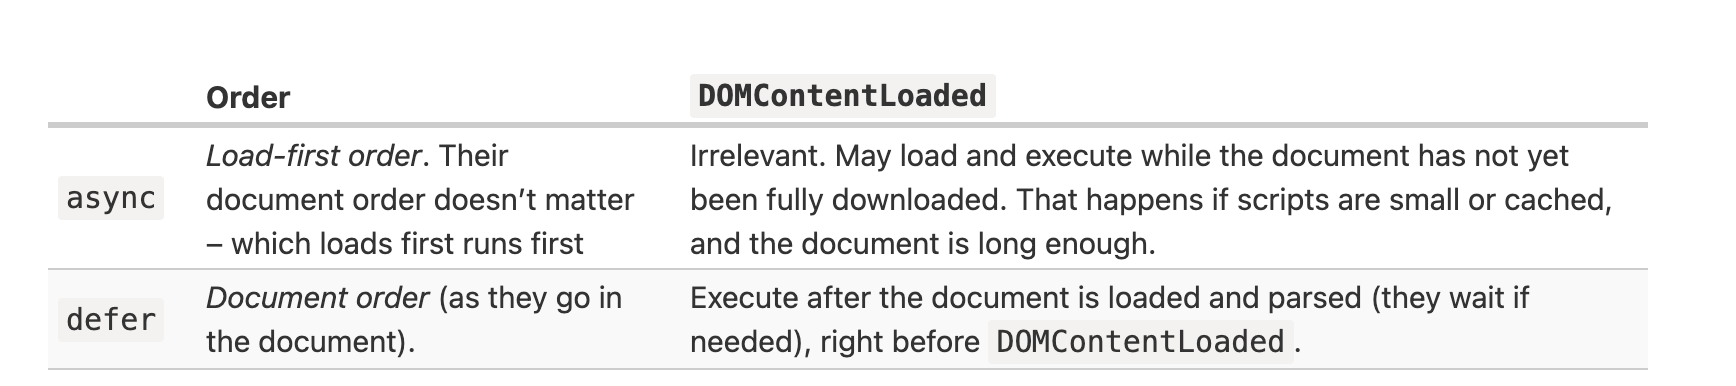 Order DOMContentLoaded
Load-first order. Their
document order doesn’t matter
– which loads first runs first
async
Irrelevant. May load and execute while the document has not yet
been fully downloaded. That happens if scripts are small or cached,
and the document is long enough.
Document order (as they go in
the document).
defer
Execute after the document is loaded and parsed (they wait if
needed), right before DOMContentLoaded.